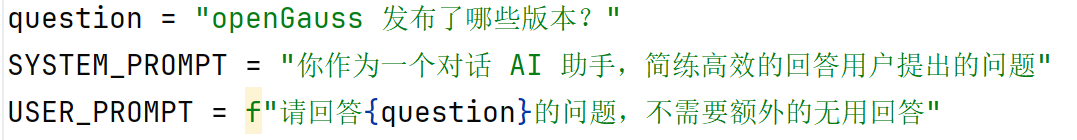 question = "openGauss 发布了哪些版本？"
SYSTEM_PROMPT = "你作为一个对话 AI 助手，简练高效的回答用户提出的问题"
USER_PROMPT = f"请回答{question}的问题，不需要额外的无用回答"